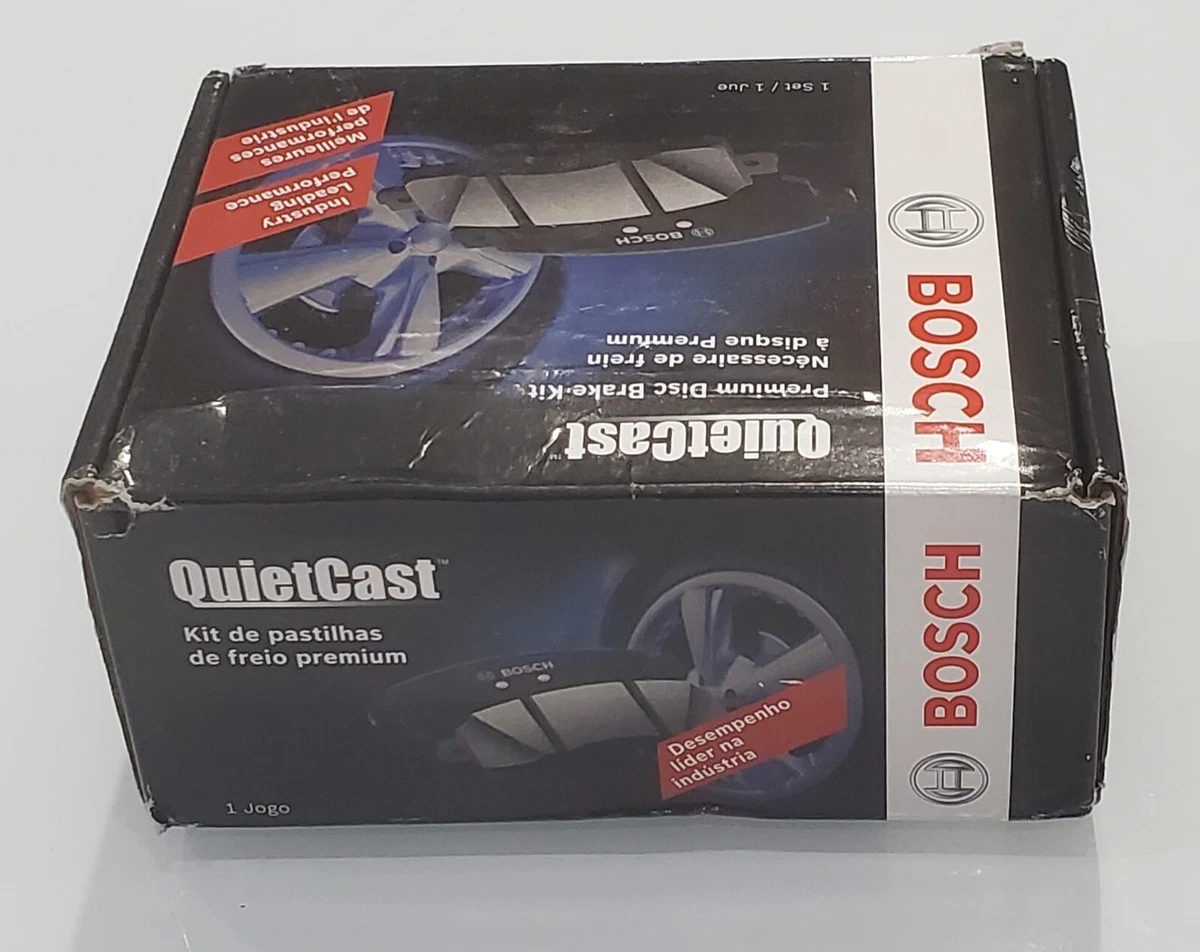 1 Set / 1 Jue
Meilleures
performances
de l'industrie
Industry
Leading
Performance
BOSCH
Nécessaire de frein
à disque Premium
Premium Disc Brake Kit
QuietCast™
BOSCH
QuietCast™
Kit de pastilhas
de freio premium
BOSCH
Desempenho
líder na
indústria
1 Jogo
BOSCH